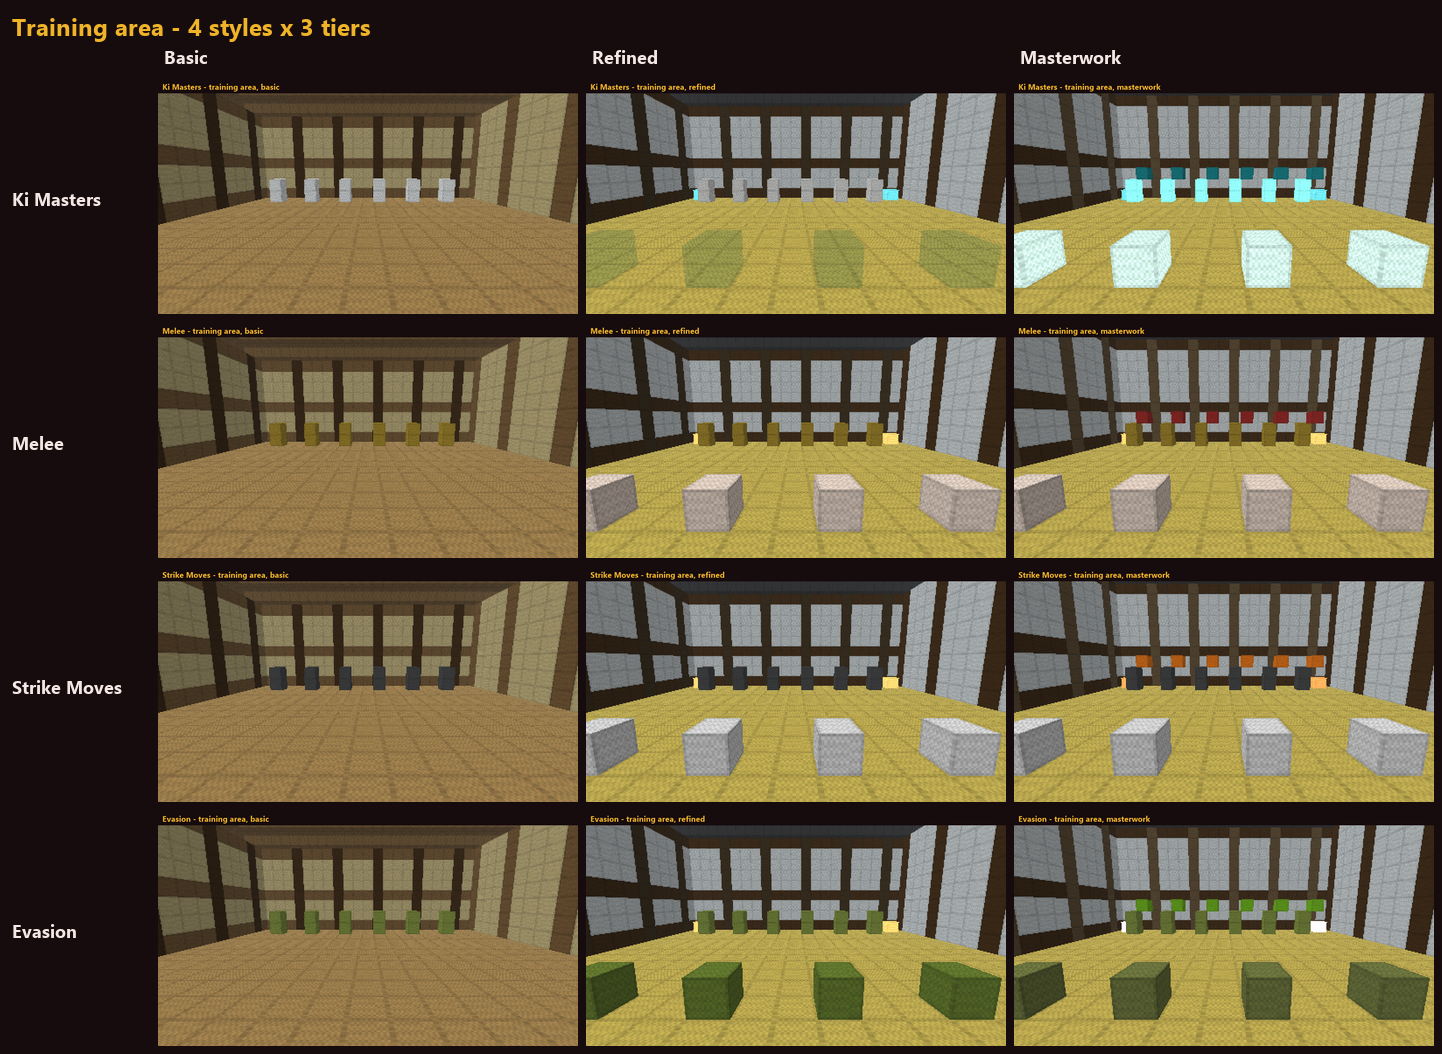 Training area - 4 styles x 3 tiers
Basic
Refined
Masterwork
Ki Masters - training area, basic
Ki Masters - training area, refined
Ki Masters - training area, masterwork
Ki Masters
Melee - training area, basic
Melee - training area, refined
Melee - training area, masterwork
Melee
Strike Moves - training area, basic
Strike Moves - training area, refined
Strike Moves - training area, masterwork
Strike Moves
Evasion - training area, basic
Evasion - training area, refined
Evasion - training area, masterwork
Evasion